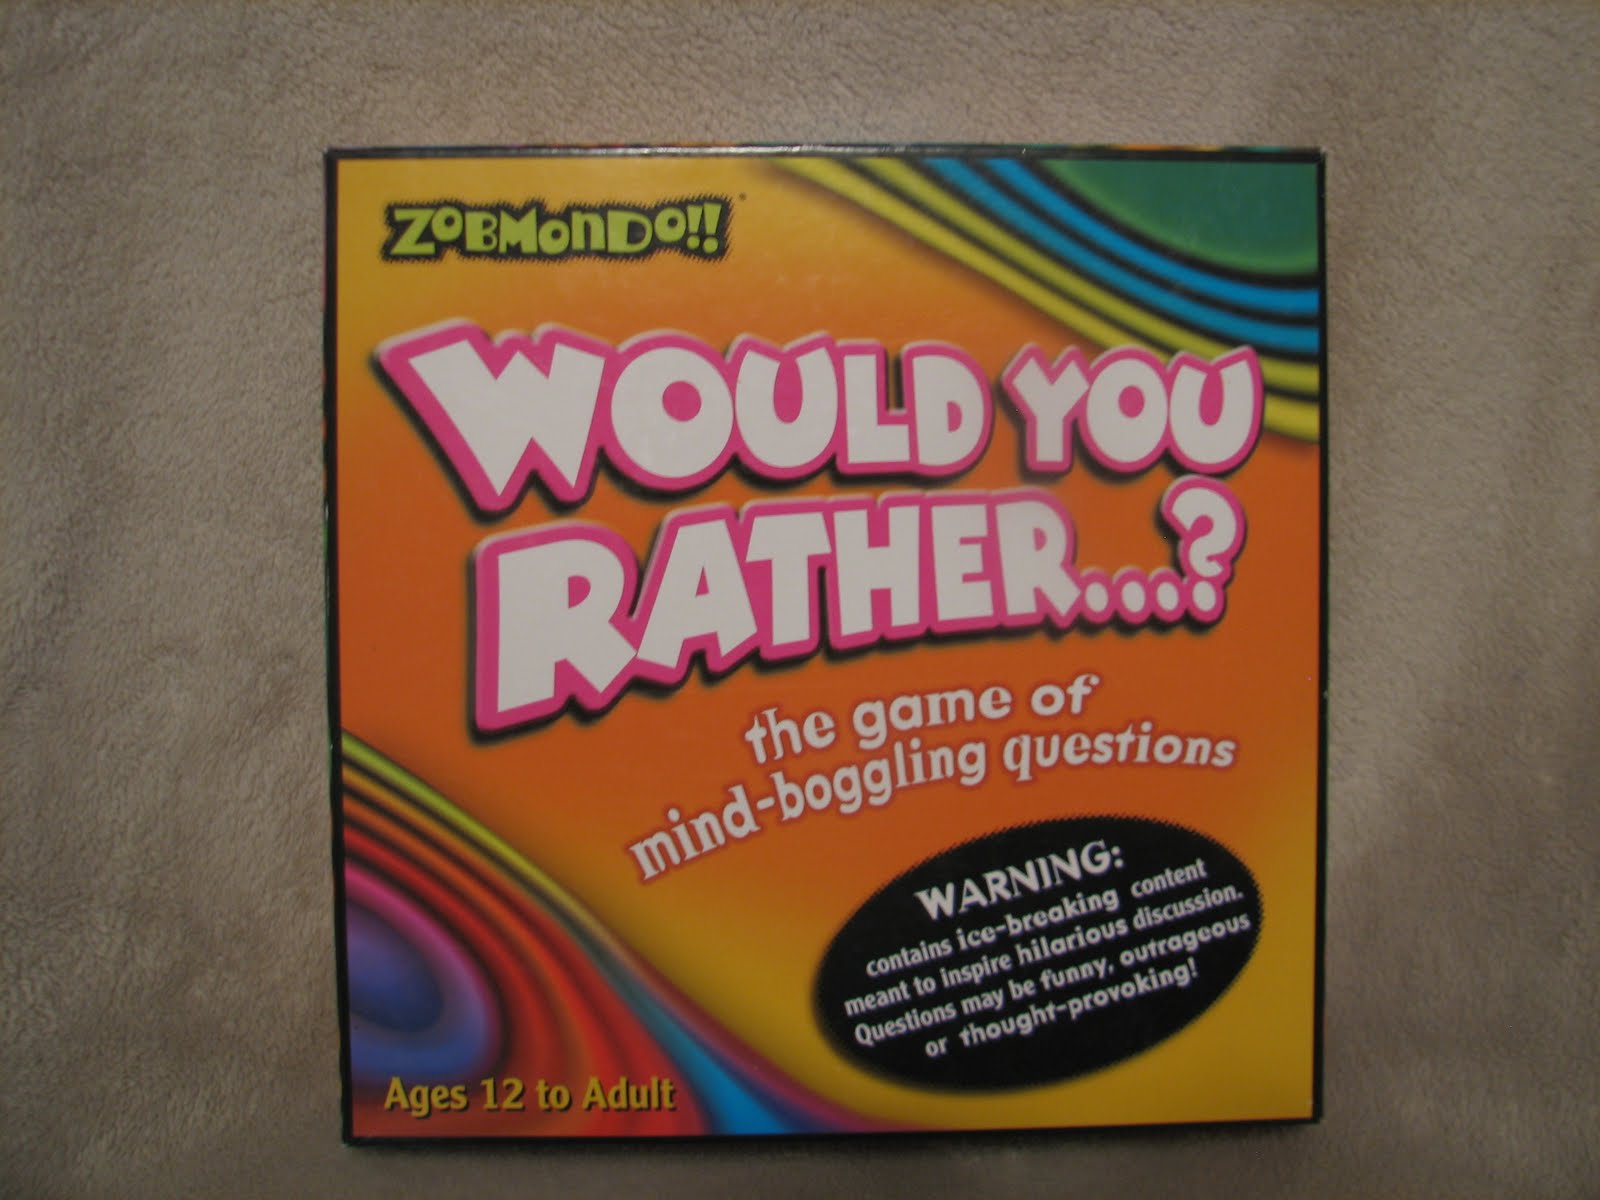 ZOBMONDO!!
WOULD YOU
RATHER...?
the game of
mind-boggling questions
WARNING:
contains ice-breaking content
meant to inspire hilarious discussion.
Questions may be funny, outrageous
or thought-provoking!
Ages 12 to Adult